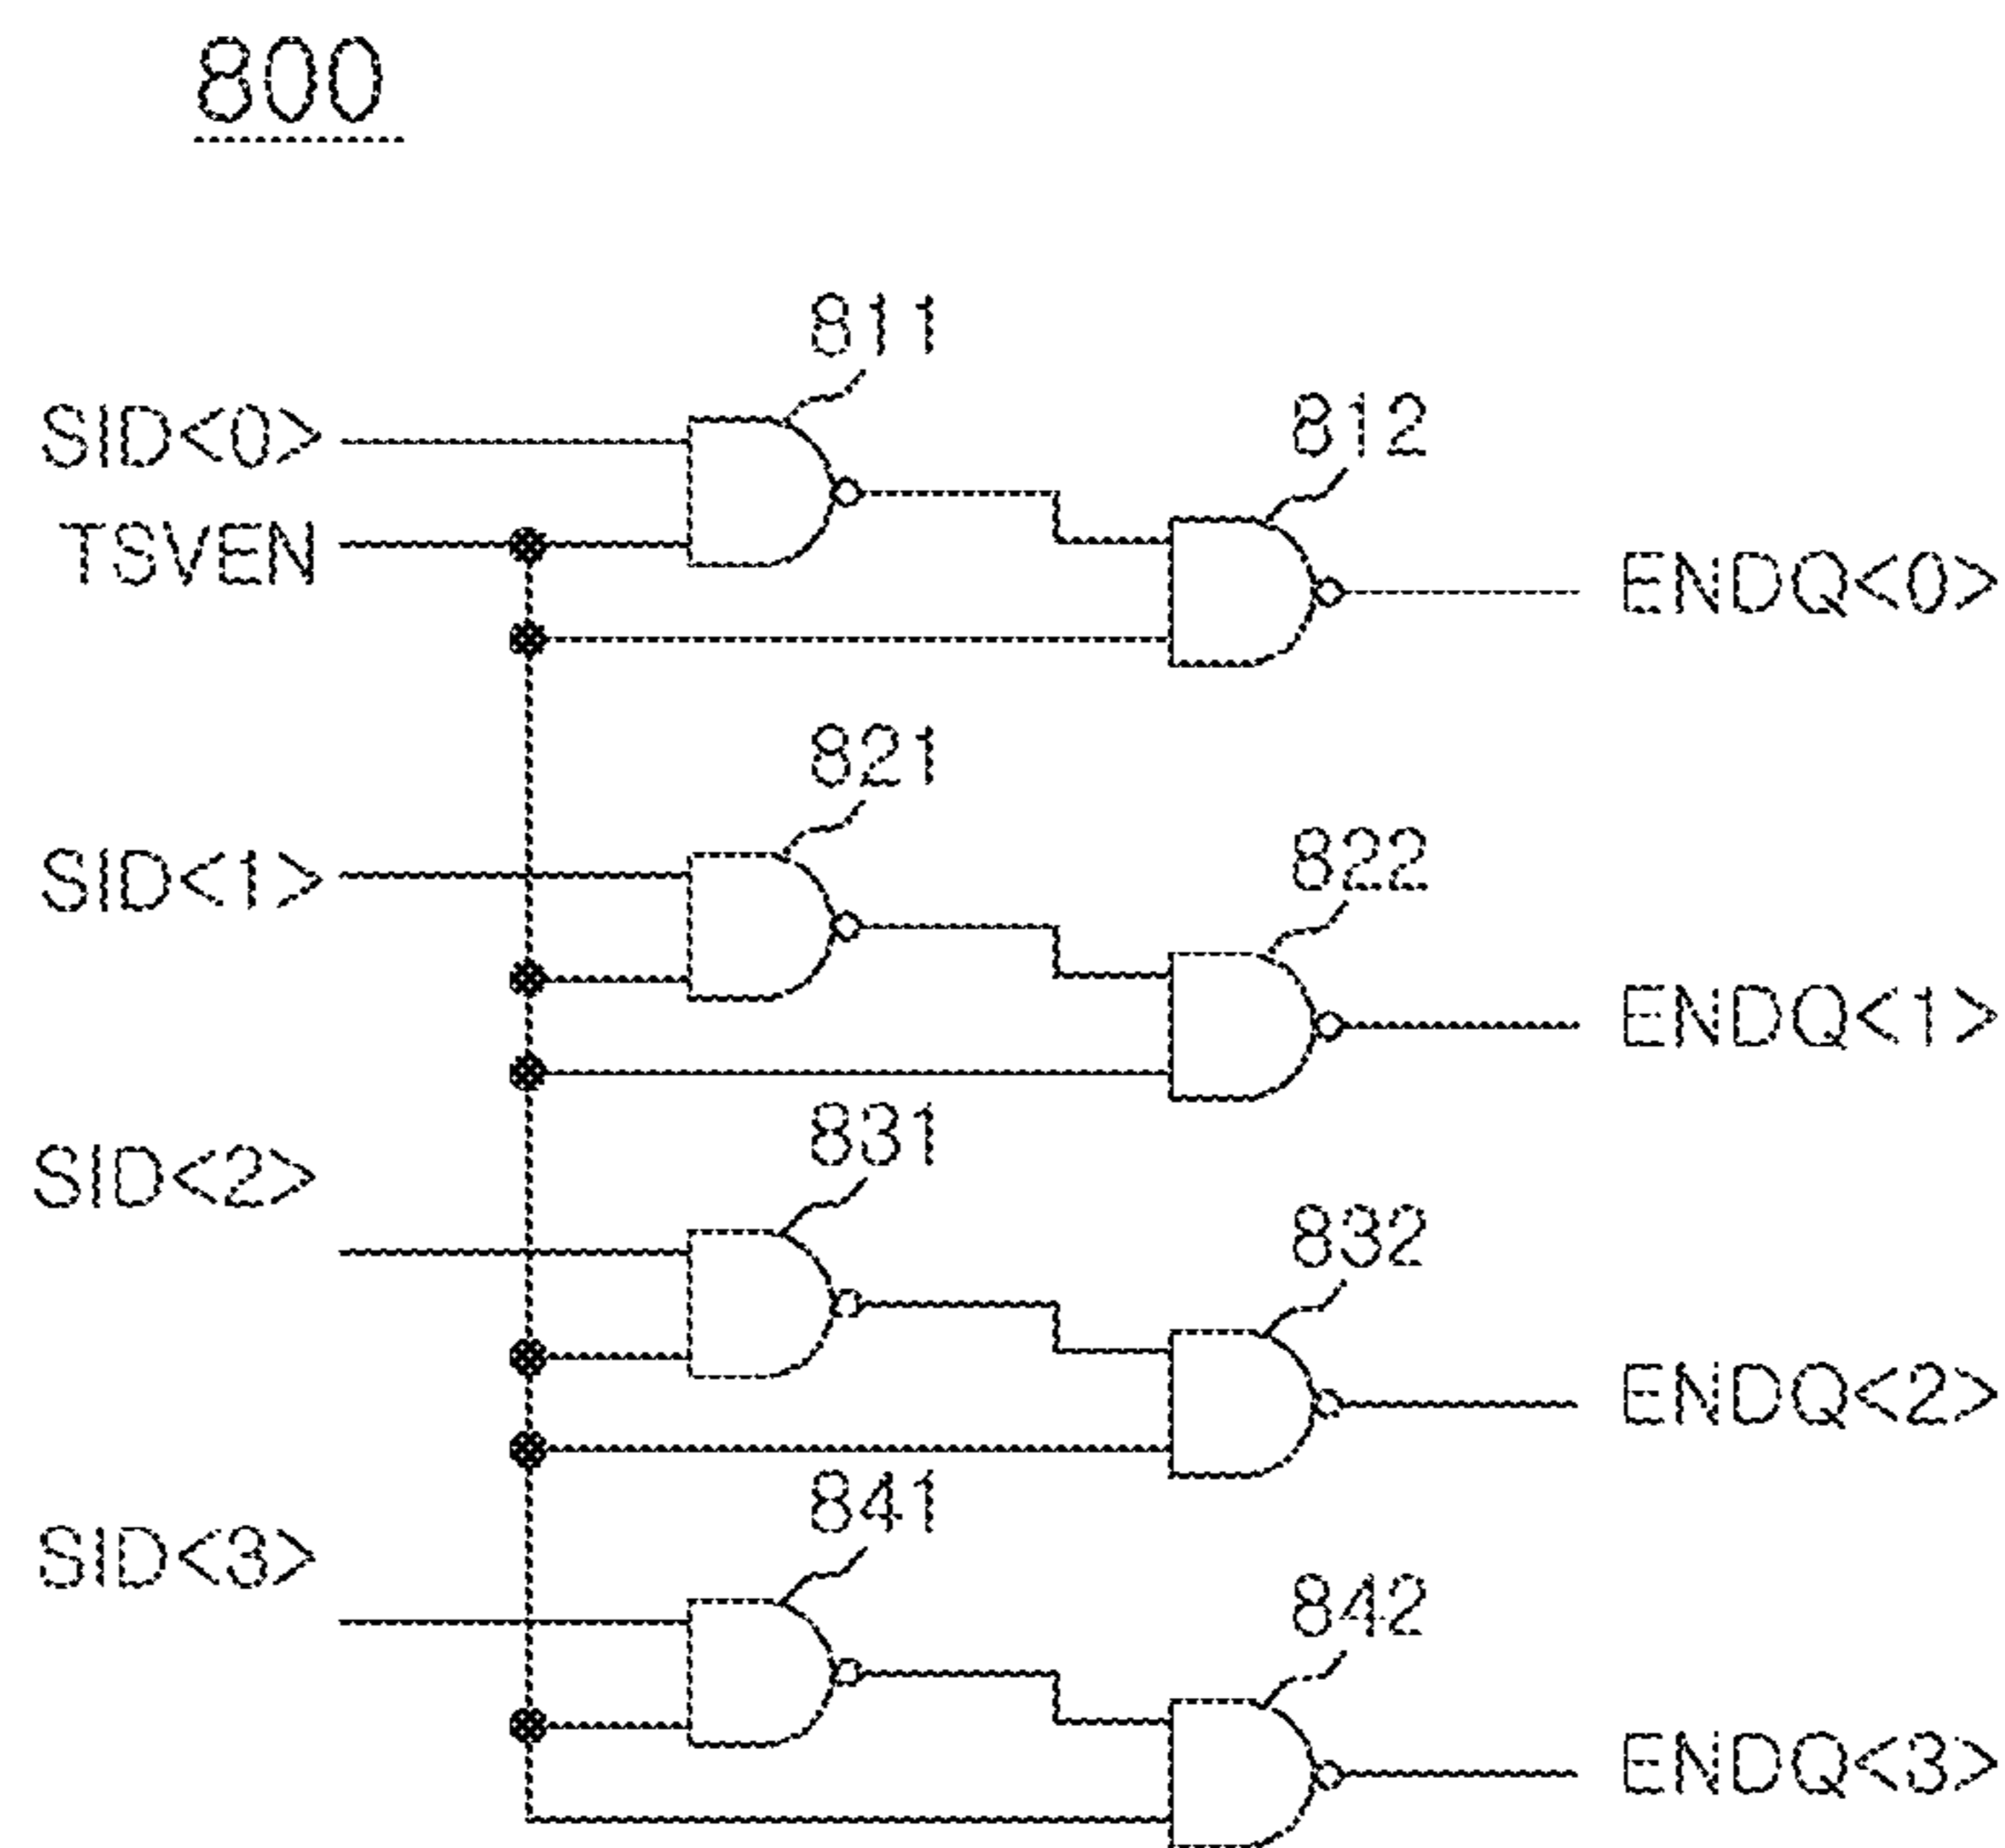 800
811
SID<0>
812
TSVEN
ENDQ<0>
821
SID<1>
822
ENDQ<1>
831
SID<2>
832
ENDQ<2>
841
SID<3>
842
ENDQ<3>